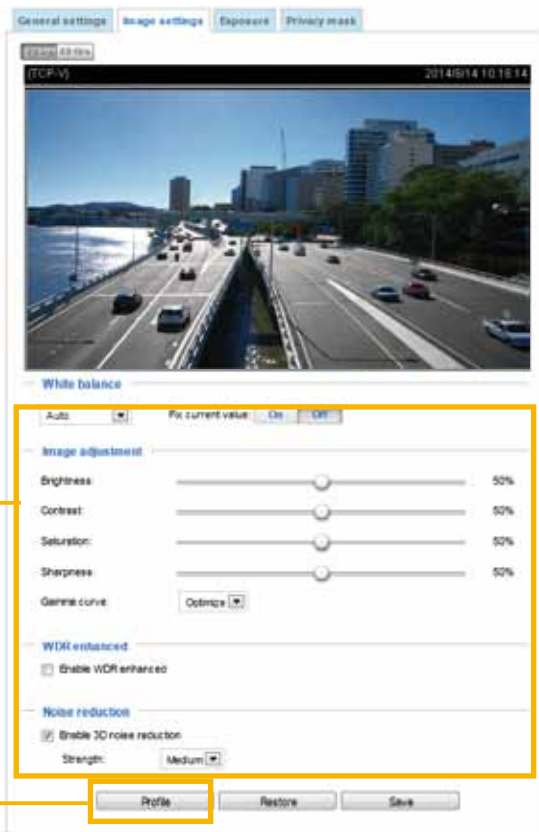 General settings Image settings Exposure Privacy mask
(TCP-V) 2014/8/14 10:18:14
White balance
Auto Fix current value: On Off
Image adjustment
Brightness: 50%
Contrast: 50%
Saturation: 50%
Sharpness: 50%
Gamma curve: Optimize
WDR enhanced
Enable WDR enhanced
Noise reduction
Enable 3D noise reduction
Strength: Medium
Profile Restore Save